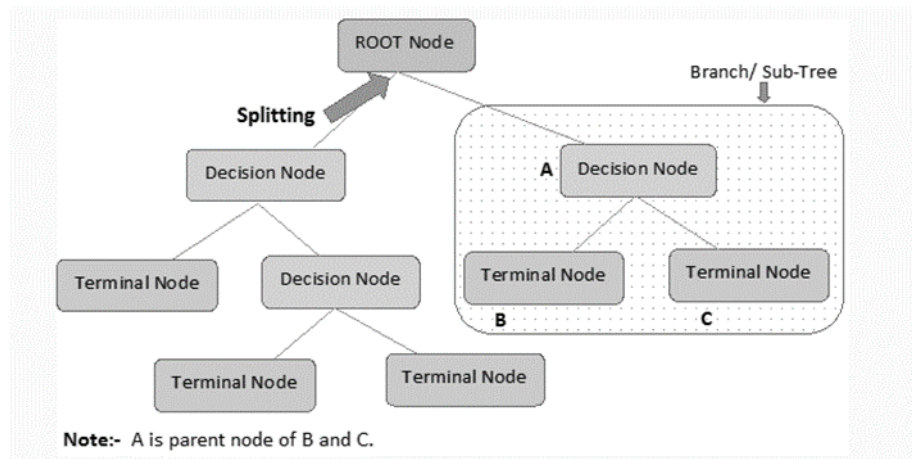 ROOT Node
Branch/ Sub-Tree
Splitting
Decision Node
A
Decision Node
Terminal Node
Decision Node
Terminal Node
Terminal Node
B
C
Terminal Node
Terminal Node
Note:- A is parent node of B and C.